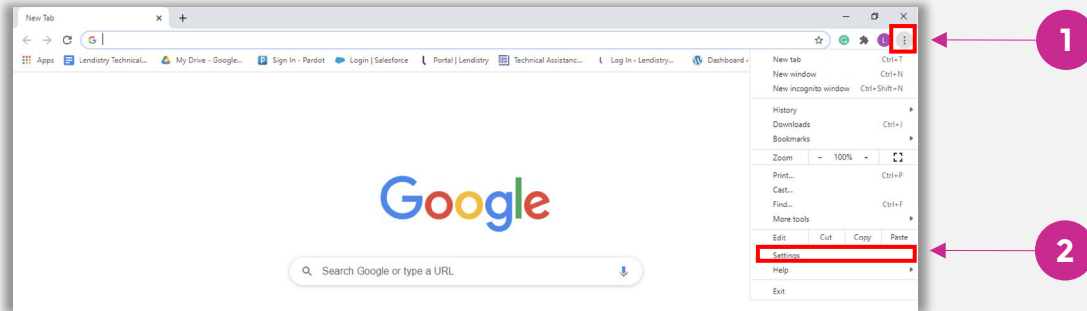 New Tab × +
G
Apps Lendistry Technical... My Drive - Google... Sign In - Pardot Login | Salesforce Portal | Lendistry Technical Assistanc... Log In ‹ Lendistry... Dashboard ‹
L
1
New tab Ctrl+T
New window Ctrl+N
New incognito window Ctrl+Shift+N
History
Downloads Ctrl+J
Bookmarks
Zoom - 100% +
Print... Ctrl+P
Cast...
Find... Ctrl+F
More tools
Edit Cut Copy Paste
Settings
2
Help
Exit
Google
Search Google or type a URL